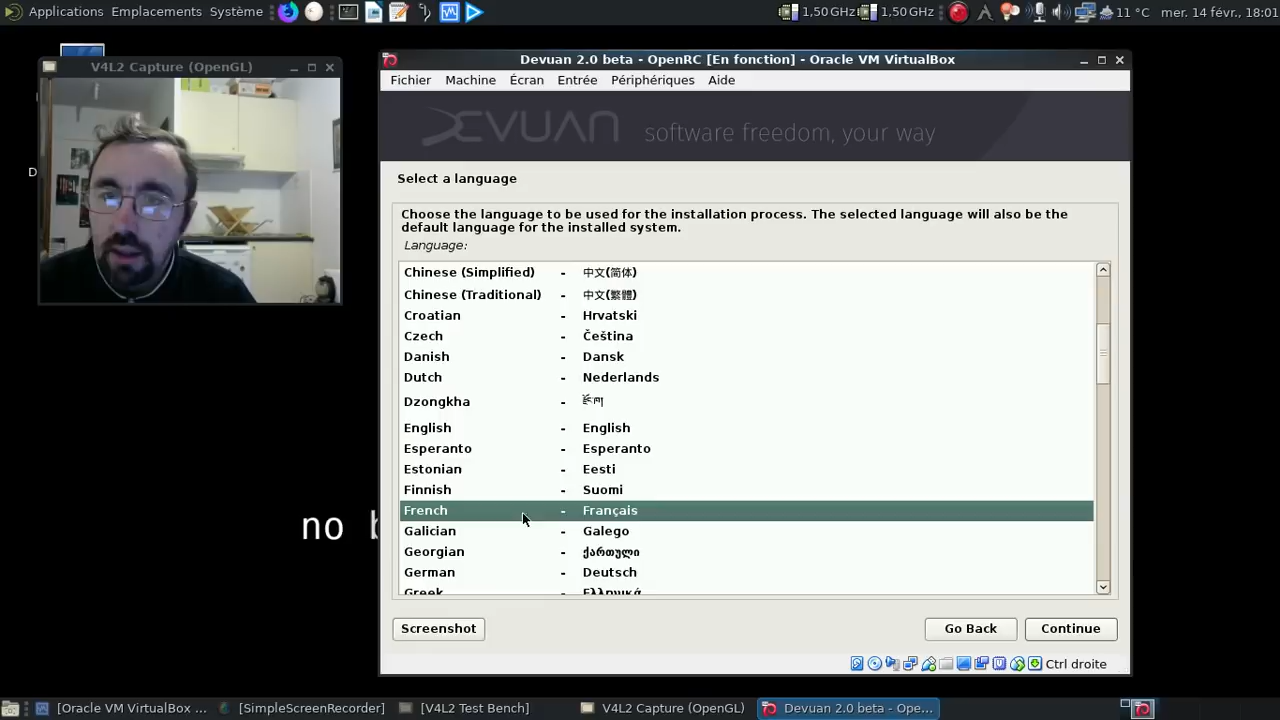 Applications Emplacements Système
1,50 GHz 1,50 GHz 11 °C mer. 14 févr., 18:01
V4L2 Capture (OpenGL)
D
no b
Devuan 2.0 beta - OpenRC [En fonction] - Oracle VM VirtualBox
Fichier Machine Écran Entrée Périphériques Aide
DEVUAN software freedom, your way
Select a language
Choose the language to be used for the installation process. The selected language will also be the
default language for the installed system.
Language:
Chinese (Simplified) - 中文(简体)
Chinese (Traditional) - 中文(繁體)
Croatian - Hrvatski
Czech - Čeština
Danish - Dansk
Dutch - Nederlands
Dzongkha - རྫོང་ཁ།
English - English
Esperanto - Esperanto
Estonian - Eesti
Finnish - Suomi
French - Français
Galician - Galego
Georgian - ქართული
German - Deutsch
Greek - Ελληνικά
Screenshot Go Back Continue
Ctrl droite
[Oracle VM VirtualBox ... [SimpleScreenRecorder] [V4L2 Test Bench] V4L2 Capture (OpenGL) Devuan 2.0 beta - Ope...